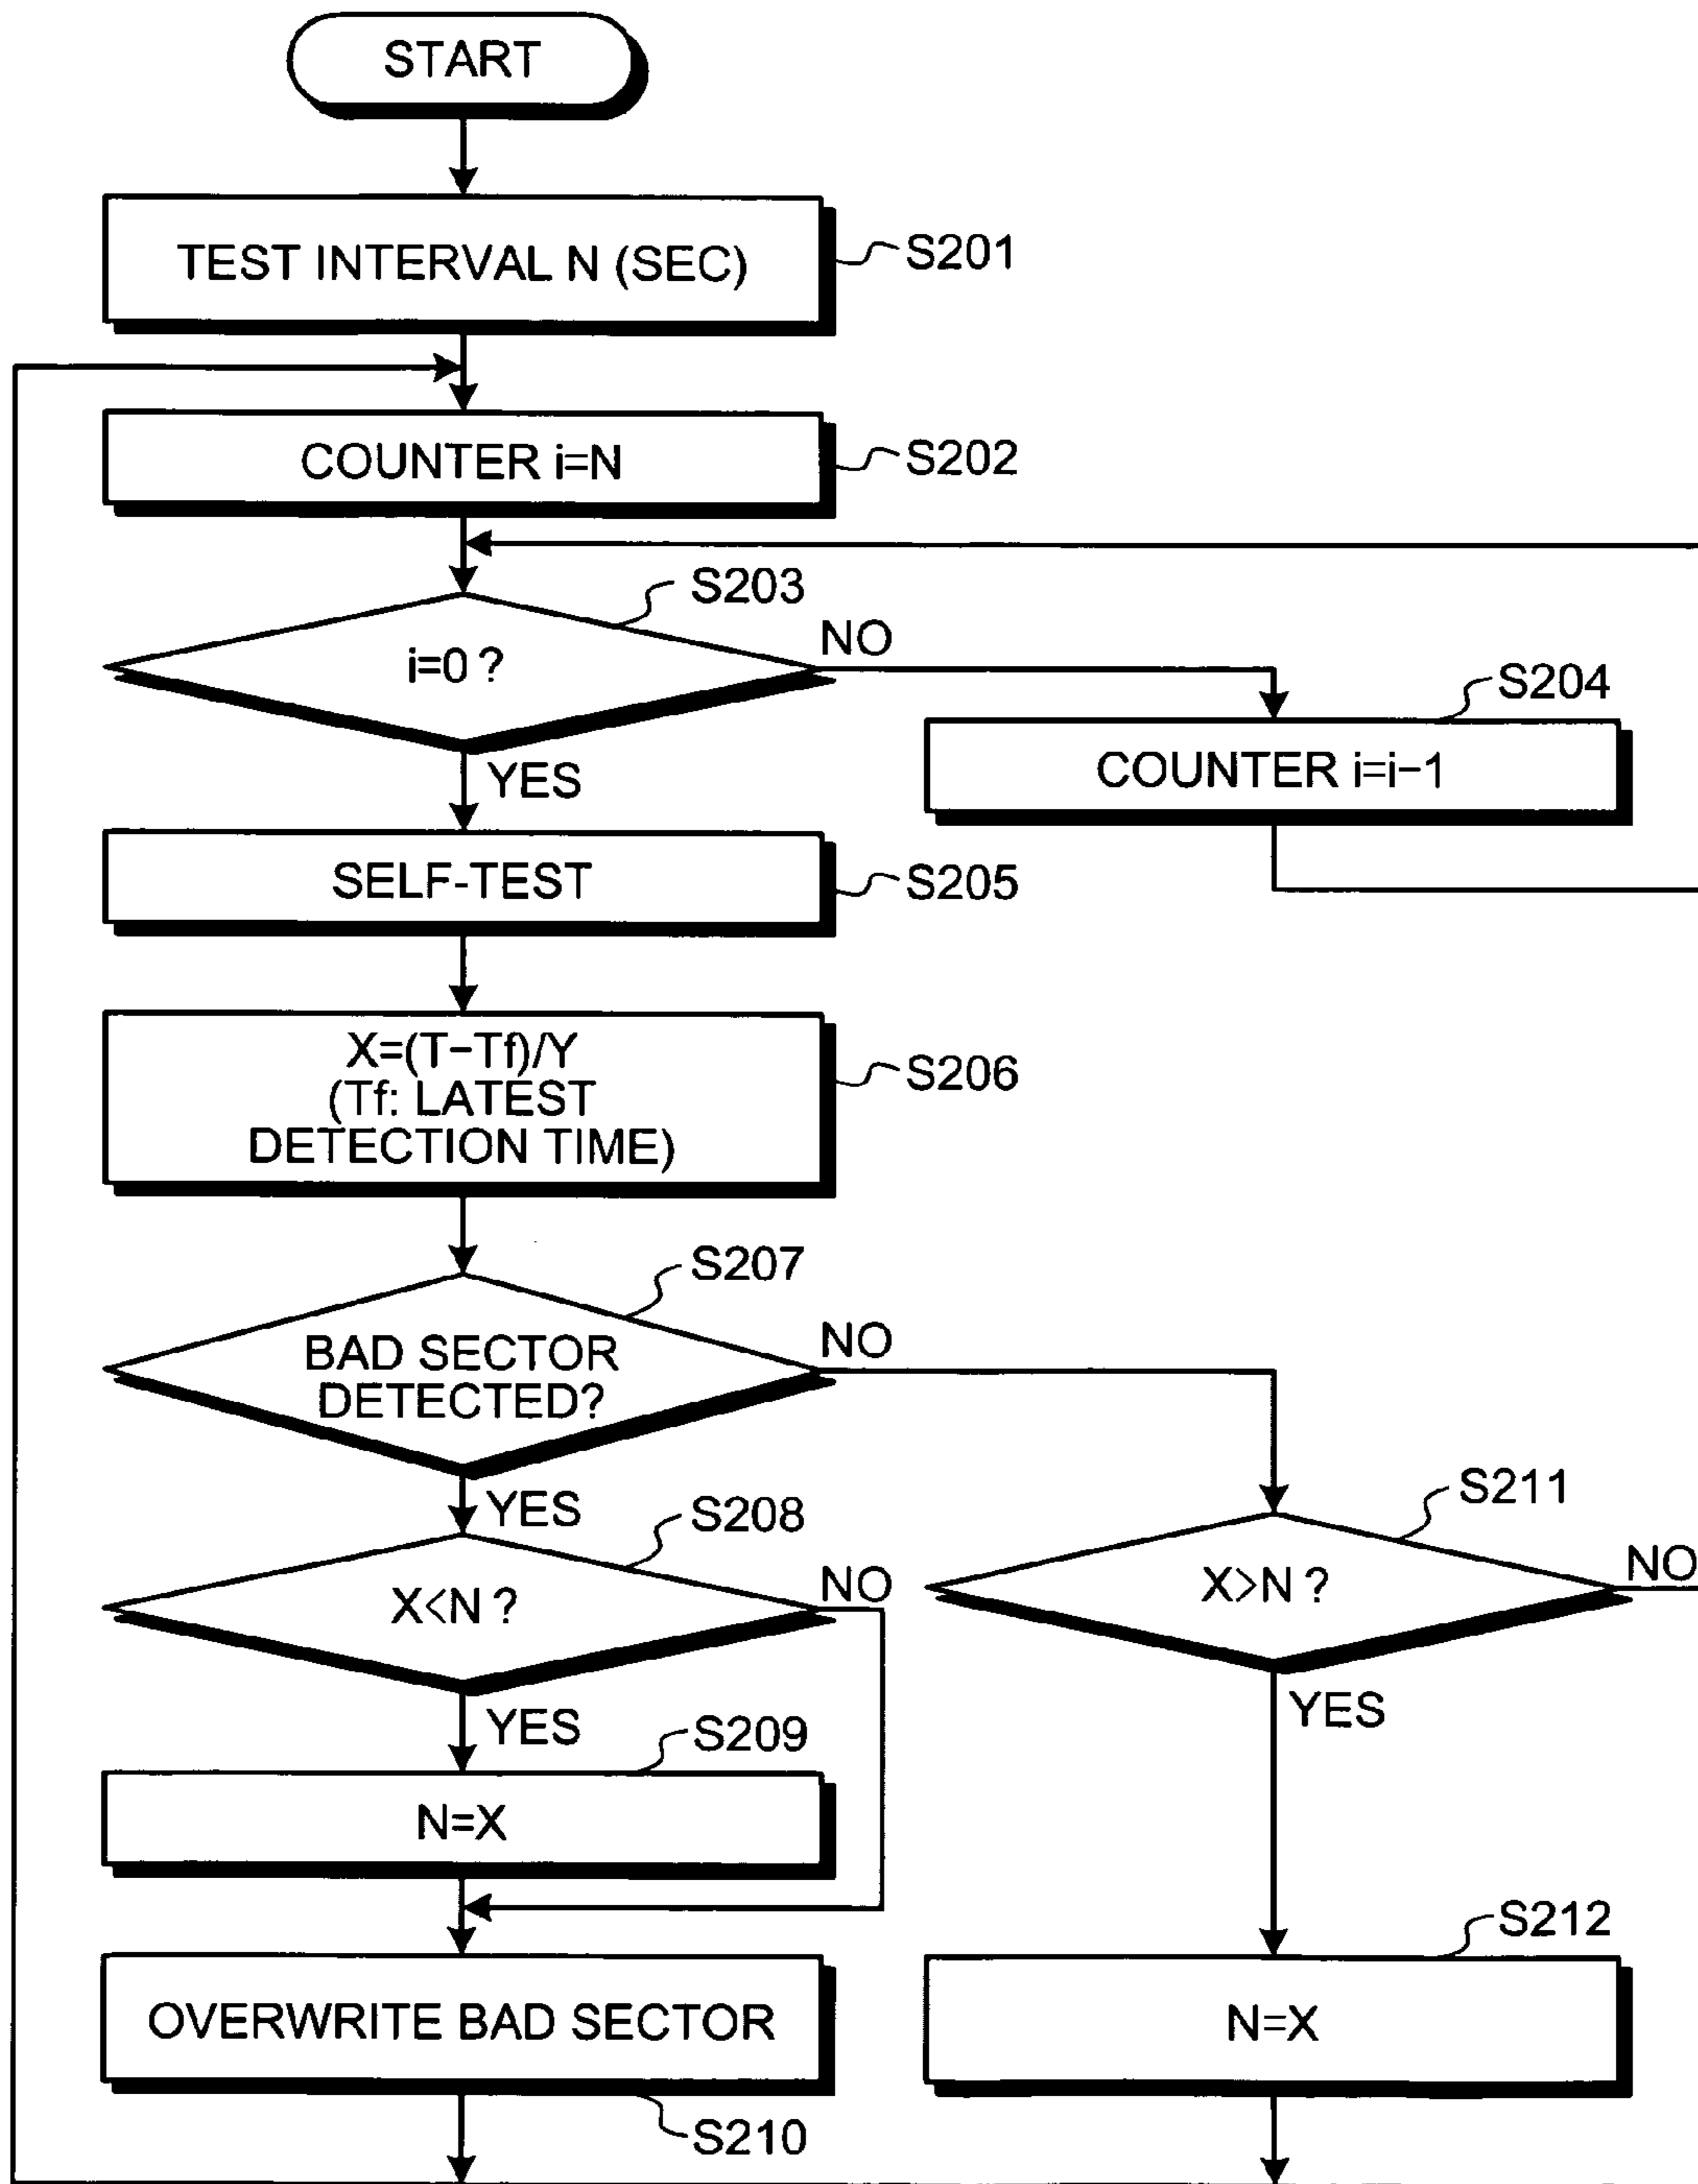 START
TEST INTERVAL N (SEC)
S201
COUNTER i=N
S202
S203
i=0 ?
NO
YES
S204
COUNTER i=i−1
SELF-TEST
S205
X=(T−Tf)/Y
(Tf: LATEST
DETECTION TIME)
S206
S207
BAD SECTOR
DETECTED?
NO
YES
S208
X<N ?
NO
YES
S211
X>N ?
NO
YES
S209
N=X
OVERWRITE BAD SECTOR
S210
S212
N=X